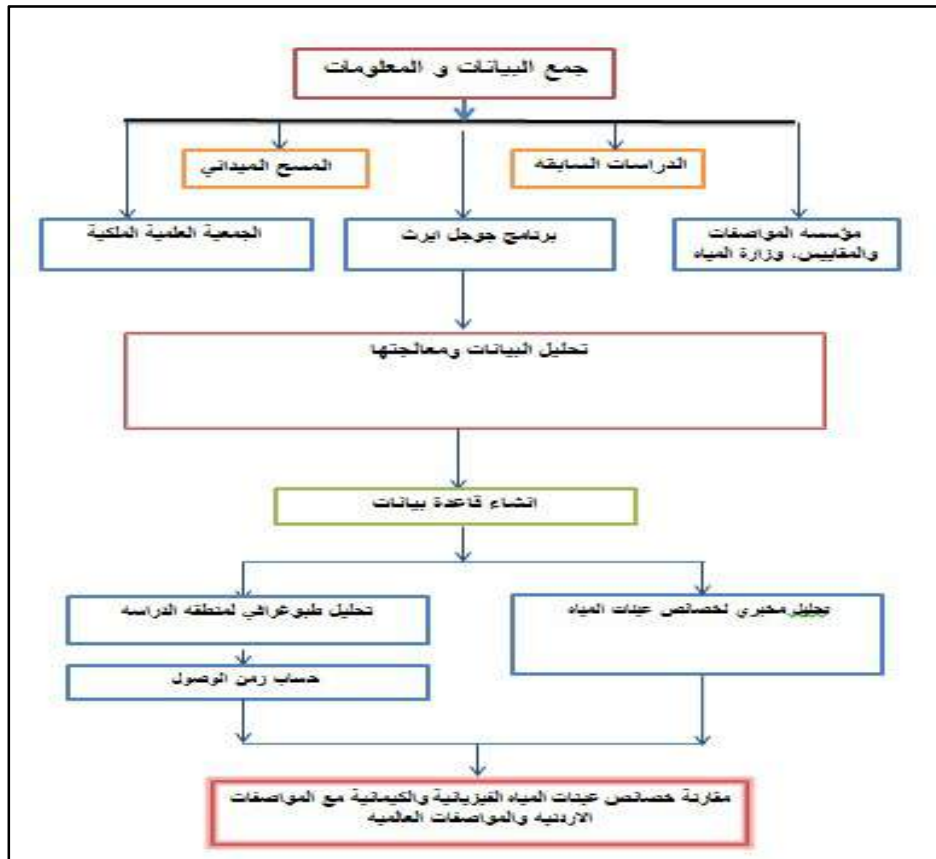 جمع البيانات و المعلومات
الدراسات السابقه
المسح الميداني
مؤسسه المواصفات
والمقاييس، وزارة المياه
برنامج جوجل ايرث
الجمعية العلمية الملكية
تحليل البيانات ومعالجتها
انشاء قاعدة بيانات
تحليل مخبري لخصائص عينات المياه
تحليل طبوغرافي لمنطقه الدراسه
حساب زمن الوصول
مقارنة خصائص عينات المياه الفيزيائية والكيمائية مع المواصفات
الاردنيه والمواصفات العالميه